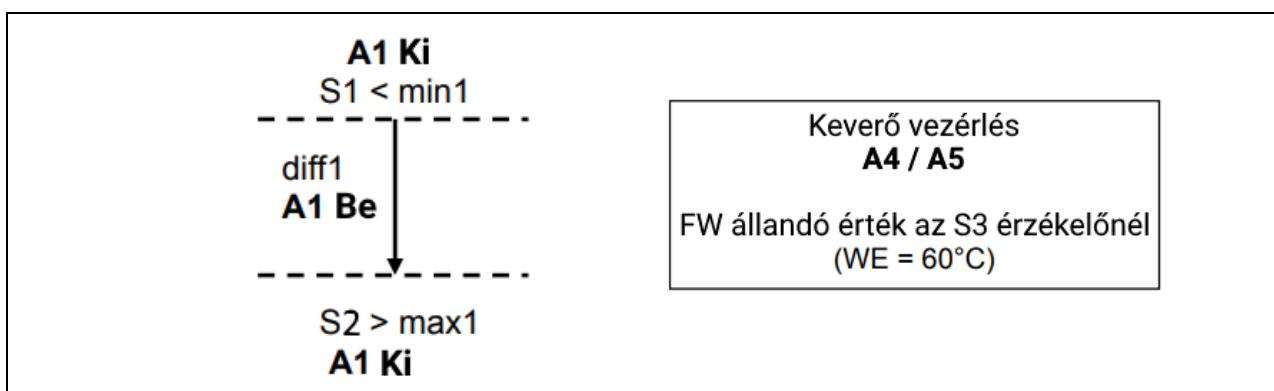 A1 Ki
S1 < min1
diff1
A1 Be
S2 > max1
A1 Ki
Keverő vezérlés
A4 / A5
FW állandó érték az S3 érzékelőnél
(WE = 60°C)